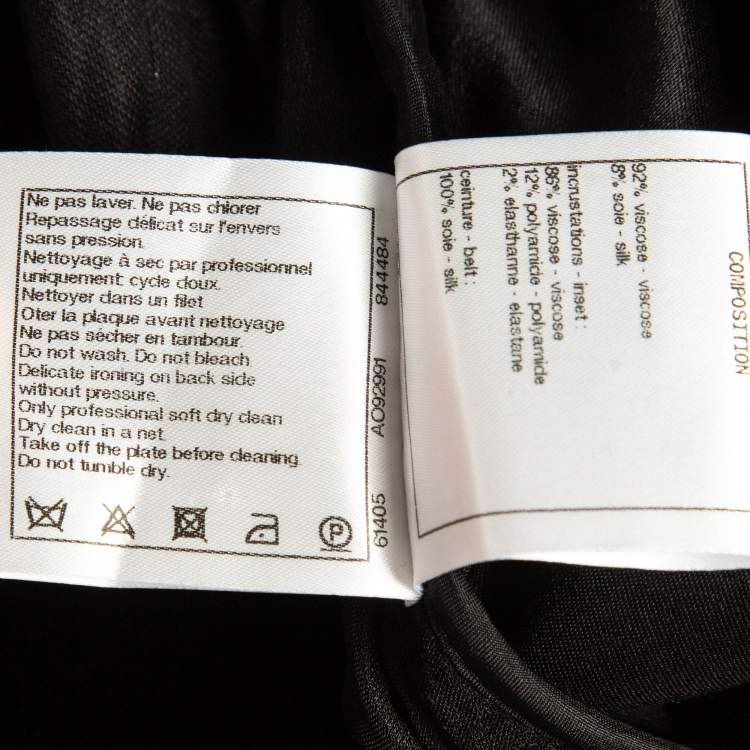 Ne pas laver. Ne pas chlorer
Repassage délicat sur l'envers
sans pression.
Nettoyage à sec par professionnel
uniquement: cycle doux.
Nettoyer dans un filet
Oter la plaque avant nettoyage
Ne pas sécher en tambour.
Do not wash. Do not bleach
Delicate ironing on back side
without pressure.
Only professional soft dry clean
Dry clean in a net.
Take off the plate before cleaning.
Do not tumble dry.
P
61405 AO92991 844484
COMPOSITION
92% viscose - viscose
8% soie - silk
incrustations - inset :
86% viscose - viscose
12% polyamide - polyamide
2% elasthanne - elastane
ceinture - belt :
100% soie - silk